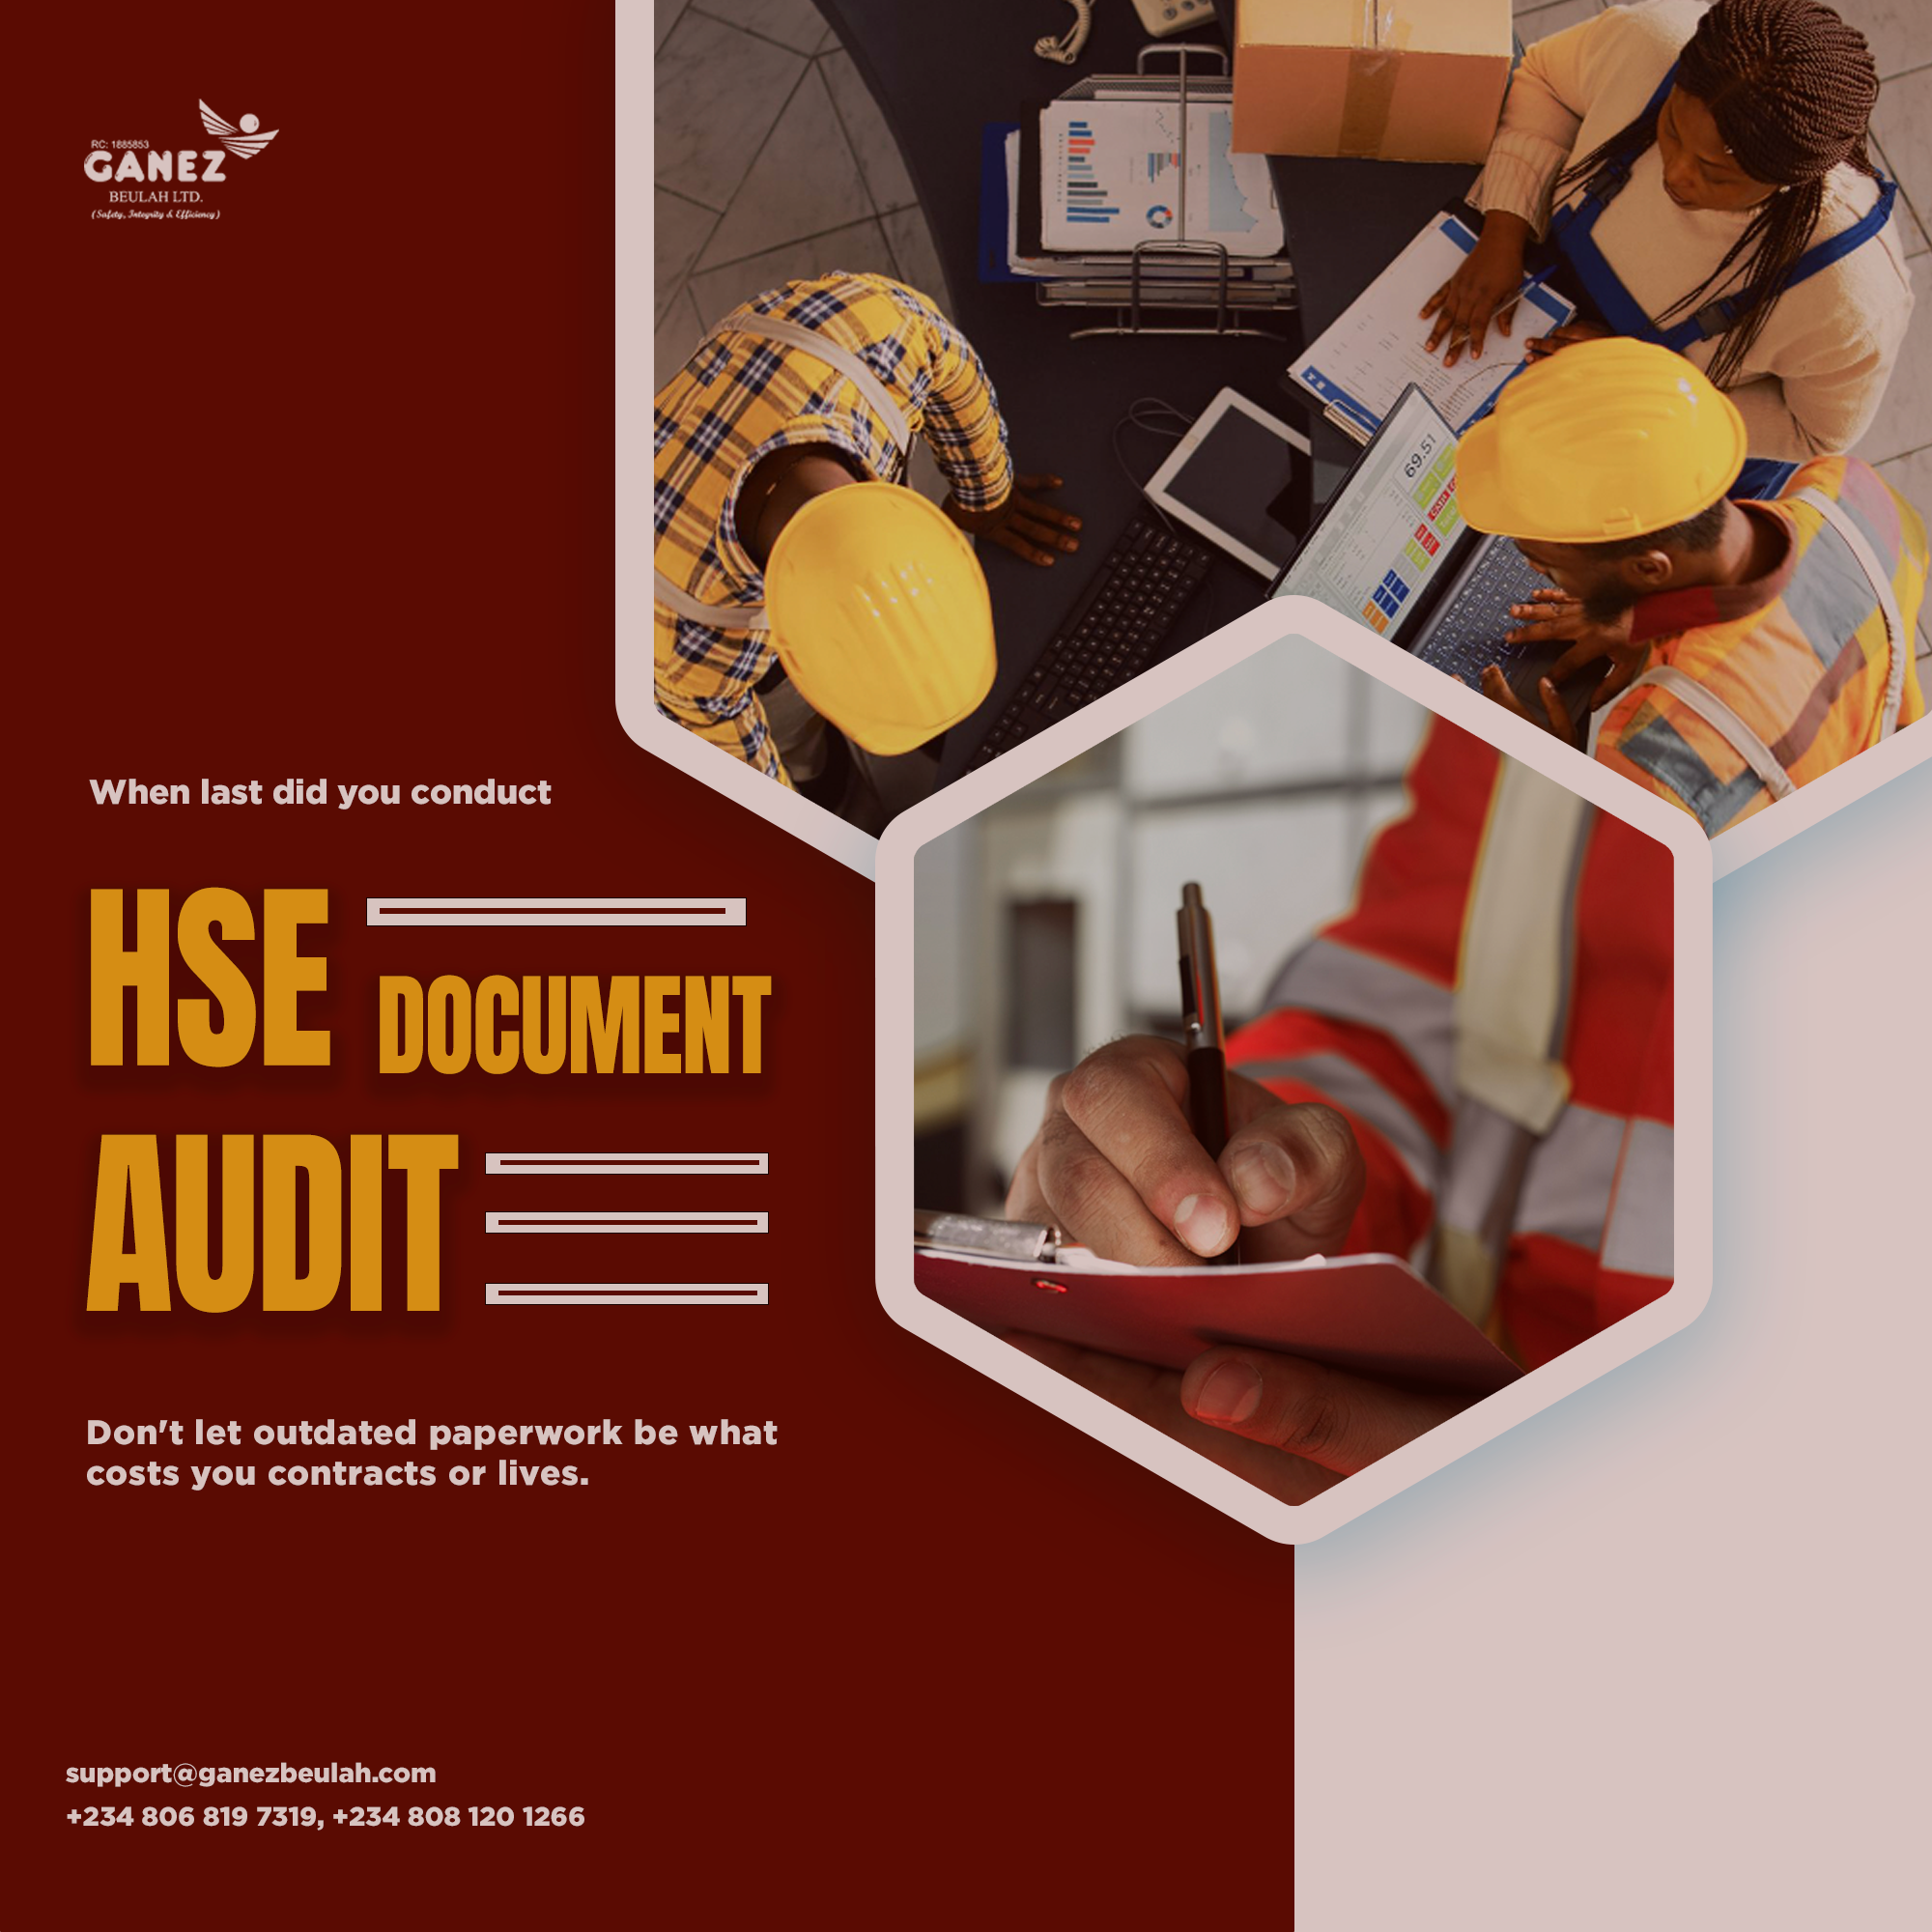 RC: 1885853
GANEZ
BEULAH LTD.
(Safety, Integrity & Efficiency)
69.51
When last did you conduct
HSE
DOCUMENT
AUDIT
Don't let outdated paperwork be what
costs you contracts or lives.
support@ganezbeulah.com
+234 806 819 7319, +234 808 120 1266